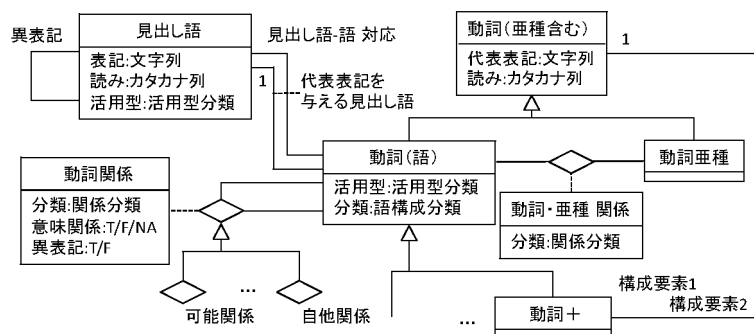 異表記
見出し語
表記:文字列
読み:カタカナ列
活用型:活用型分類
見出し語-語 対応
1
代表表記を
与える見出し語
動詞(亜種含む)
代表表記:文字列
読み:カタカナ列
1
動詞(語)
活用型:活用型分類
分類:語構成分類
動詞亜種
動詞関係
分類:関係分類
意味関係:T/F/NA
異表記:T/F
動詞・亜種 関係
分類:関係分類
…
可能関係
自他関係
…
動詞＋
構成要素1
構成要素2